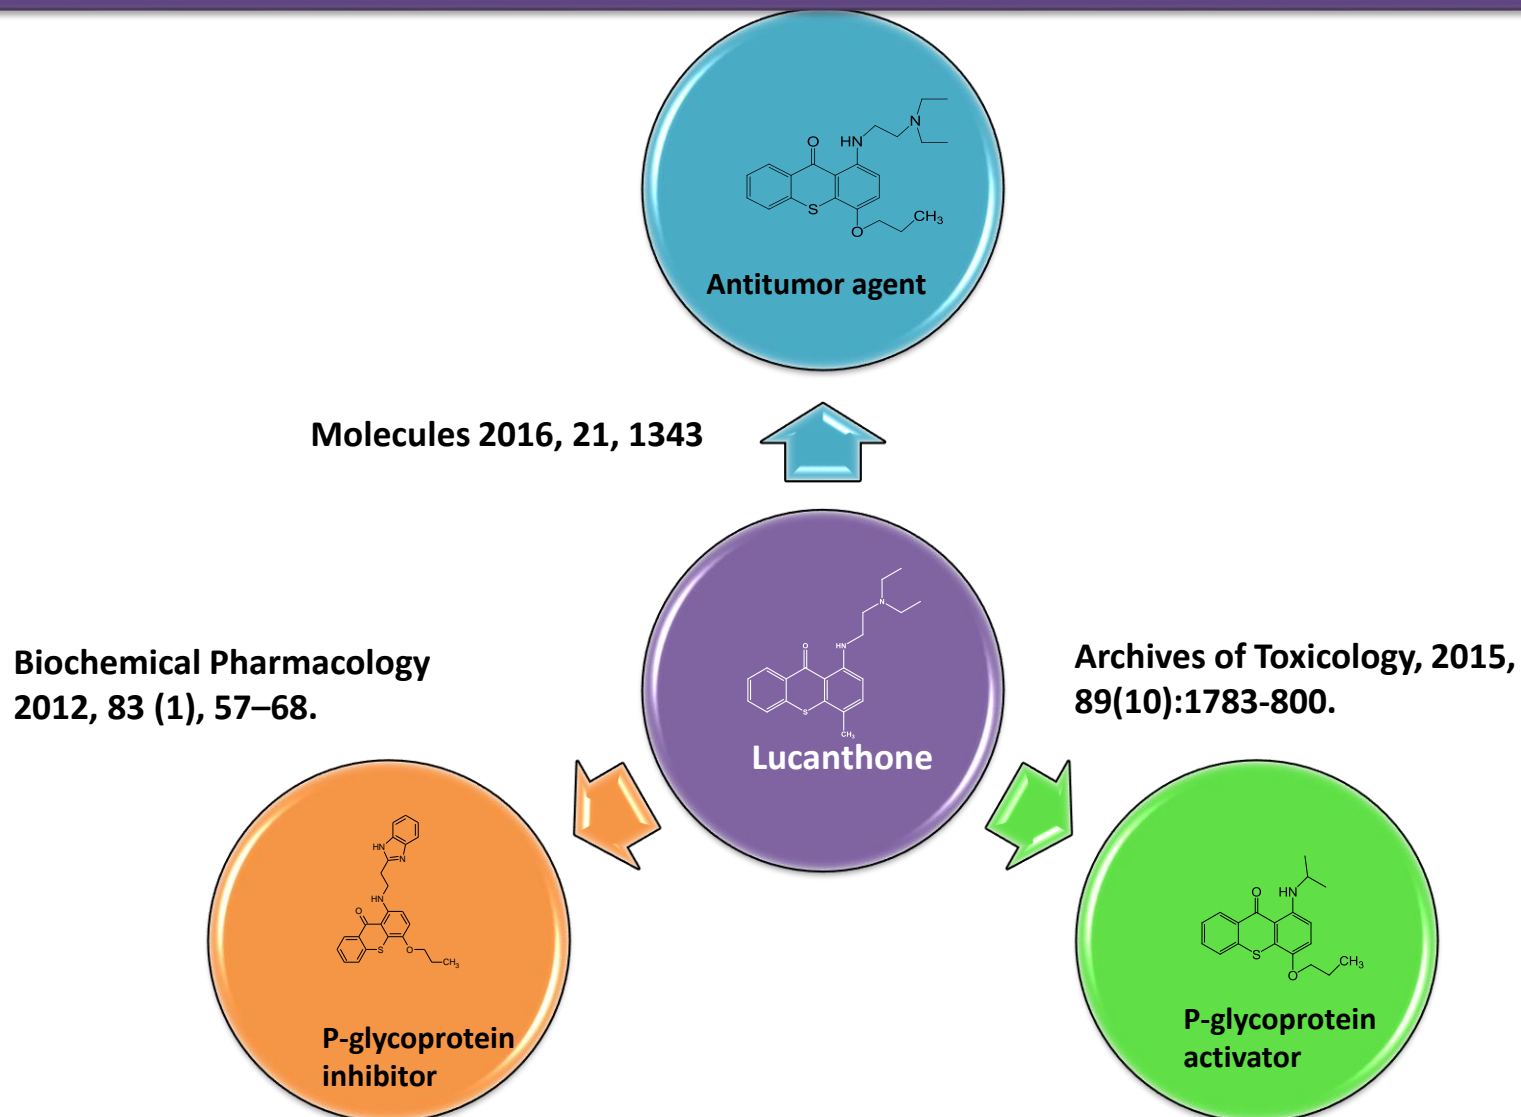 O
HN
N
S
O
CH3
Antitumor agent
Molecules 2016, 21, 1343
N
O
HN
S
CH3
Lucanthone
Biochemical Pharmacology
2012, 83 (1), 57–68.
Archives of Toxicology, 2015,
89(10):1783-800.
HN
N
HN
O
S
O
CH3
P-glycoprotein
inhibitor
O
HN
S
O
CH3
P-glycoprotein
activator